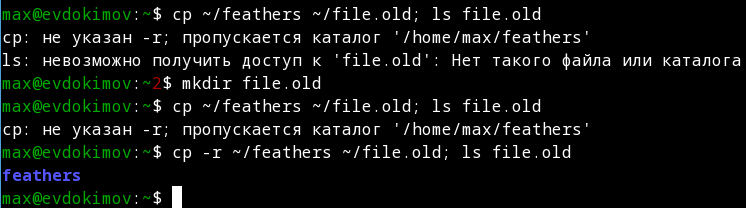 max@evdokimov:~$ cp ~/feathers ~/file.old; ls file.old
cp: не указан -r; пропускается каталог '/home/max/feathers'
ls: невозможно получить доступ к 'file.old': Нет такого файла или каталога
max@evdokimov:~2$ mkdir file.old
max@evdokimov:~$ cp ~/feathers ~/file.old; ls file.old
cp: не указан -r; пропускается каталог '/home/max/feathers'
max@evdokimov:~$ cp -r ~/feathers ~/file.old; ls file.old
feathers
max@evdokimov:~$